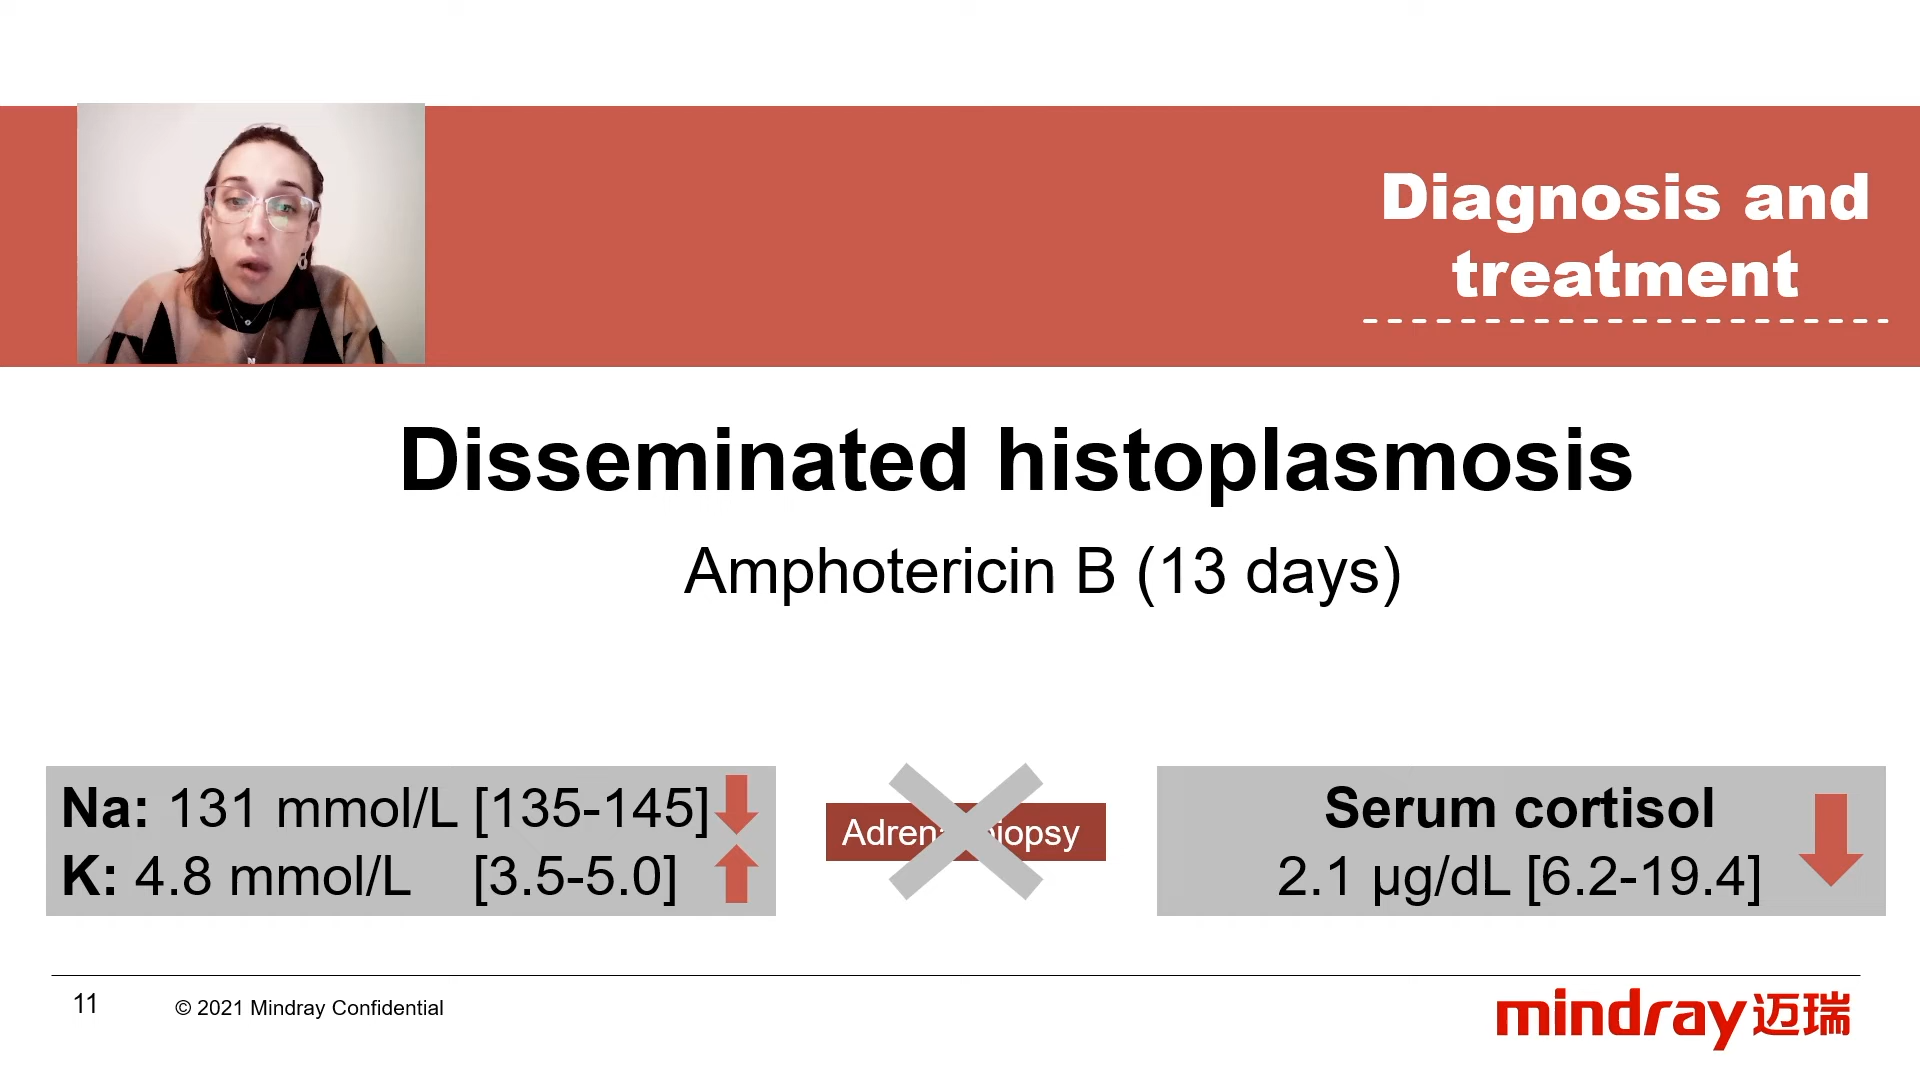 Diagnosis and
treatment
Disseminated histoplasmosis
Amphotericin B (13 days)
Na: 131 mmol/L [135-145]
K: 4.8 mmol/L [3.5-5.0]
Adrenal biopsy
Serum cortisol
2.1 µg/dL [6.2-19.4]
11
© 2021 Mindray Confidential
mindray迈瑞